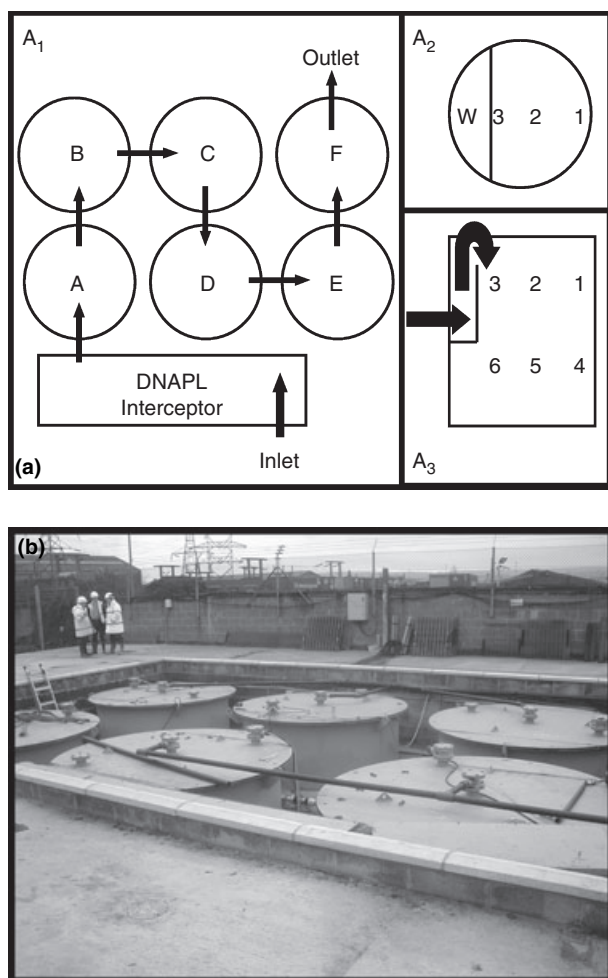 A1
Outlet
B C F
A D E
DNAPL
Interceptor
Inlet
(a)
A2
W 3 2 1
3 2 1
6 5 4
A3
(b)